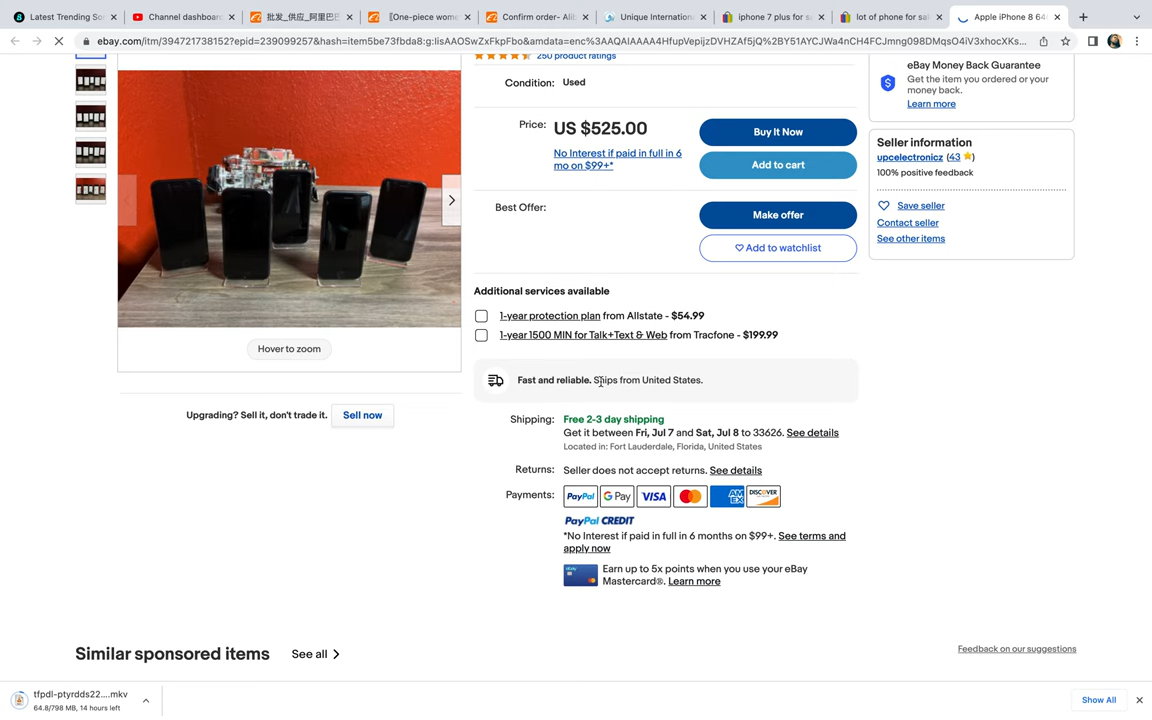 Latest Trending So
Channel dashboard
批发_供应_阿里巴巴
【One-piece wome
Confirm order- Alib
Unique Internation
iphone 7 plus for s
lot of phone for sal
Apple iPhone 8 64
ebay.com/itm/394721738152?epid=239099257&hash=item5be73fbda8:g:IisAAOSwZxFkpFbo&amdata=enc%3AAQAIAAAA4HfupVepijzDVHZAf5jQ%2BY51AYCJWa4nCH4FCJmng098DMqsO4iV3xhocXKs...
250 product ratings
eBay Money Back Guarantee
Get the item you ordered or your
money back.
Learn more
Condition: Used
Price: US $525.00
Buy It Now
No Interest if paid in full in 6
mo on $99+*
Add to cart
Seller information
upcelectronicz (43)
100% positive feedback
Best Offer:
Make offer
Save seller
Contact seller
See other items
Add to watchlist
Additional services available
1-year protection plan from Allstate - $54.99
1-year 1500 MIN for Talk+Text & Web from Tracfone - $199.99
Hover to zoom
Fast and reliable. Ships from United States.
Upgrading? Sell it, don't trade it.
Sell now
Shipping: Free 2-3 day shipping
Get it between Fri, Jul 7 and Sat, Jul 8 to 33626. See details
Located in: Fort Lauderdale, Florida, United States
Returns: Seller does not accept returns. See details
Payments: PayPal G Pay VISA MasterCard AM EX DISCOVER
PayPal CREDIT
*No Interest if paid in full in 6 months on $99+. See terms and
apply now
ebay
Earn up to 5x points when you use your eBay
Mastercard®. Learn more
Similar sponsored items See all
Feedback on our suggestions
tfpdl-ptyrdds22....mkv
64.8/798 MB, 14 hours left
Show All